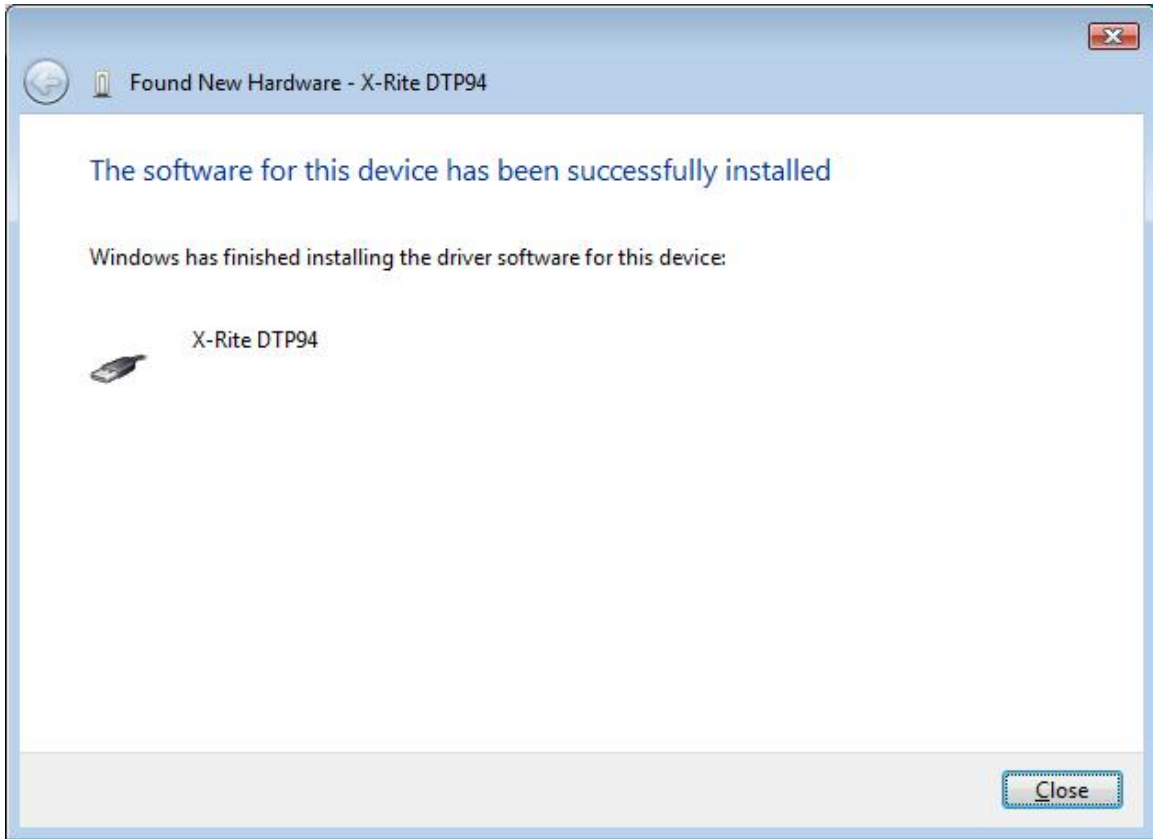 Found New Hardware - X-Rite DTP94
The software for this device has been successfully installed
Windows has finished installing the driver software for this device:
X-Rite DTP94
Close